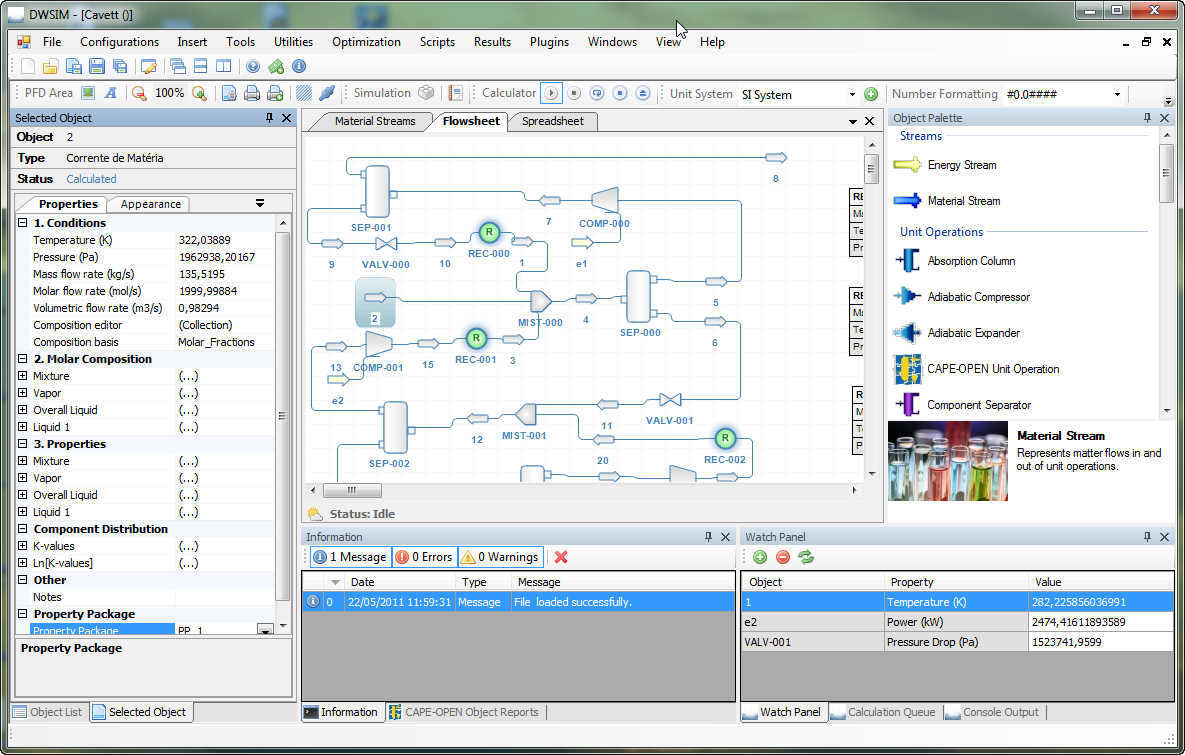 DWSIM - [Cavett ()]
File Configurations Insert Tools Utilities Optimization Scripts Results Plugins Windows View Help
PFD Area A 100% Simulation Calculator Unit System SI System Number Formatting #0.0####
Selected Object
Object 2
Type Corrente de Matéria
Status Calculated
Properties Appearance
1. Conditions
Temperature (K) 322,03889
Pressure (Pa) 1962938,20167
Mass flow rate (kg/s) 135,5195
Molar flow rate (mol/s) 1999,99884
Volumetric flow rate (m3/s) 0,98294
Composition editor (Collection)
Composition basis Molar_Fractions
2. Molar Composition
Mixture (...)
Vapor (...)
Overall Liquid (...)
Liquid 1 (...)
3. Properties
Mixture (...)
Vapor (...)
Overall Liquid (...)
Liquid 1 (...)
Component Distribution
K-values (...)
Ln[K-values] (...)
Other
Notes
Property Package
Property Package PP_1
Property Package
Object List Selected Object
Material Streams Flowsheet Spreadsheet
8
SEP-001
7
COMP-000
RE
Ma
Te
Pr
R
9 VALV-000 10 REC-000 1 e1
2
MIST-000 4 SEP-000 5
RE
Ma
Te
Pr
R
13 COMP-001 15 REC-001 3 6
e2
R
M
Te
P
12 MIST-001 11 VALV-001
SEP-002 20 REC-002
R
Status: Idle
Object Palette
Streams
Energy Stream
Material Stream
Unit Operations
Absorption Column
Adiabatic Compressor
Adiabatic Expander
CAPE-OPEN Unit Operation
Component Separator
Material Stream
Represents matter flows in and
out of unit operations.
Information
1 Message 0 Errors 0 Warnings
Date Type Message
0 22/05/2011 11:59:31 Message File loaded successfully.
Information CAPE-OPEN Object Reports
Watch Panel
Object Property Value
1 Temperature (K) 282,225856036991
e2 Power (kW) 2474,41611893589
VALV-001 Pressure Drop (Pa) 1523741,9599
Watch Panel Calculation Queue Console Output